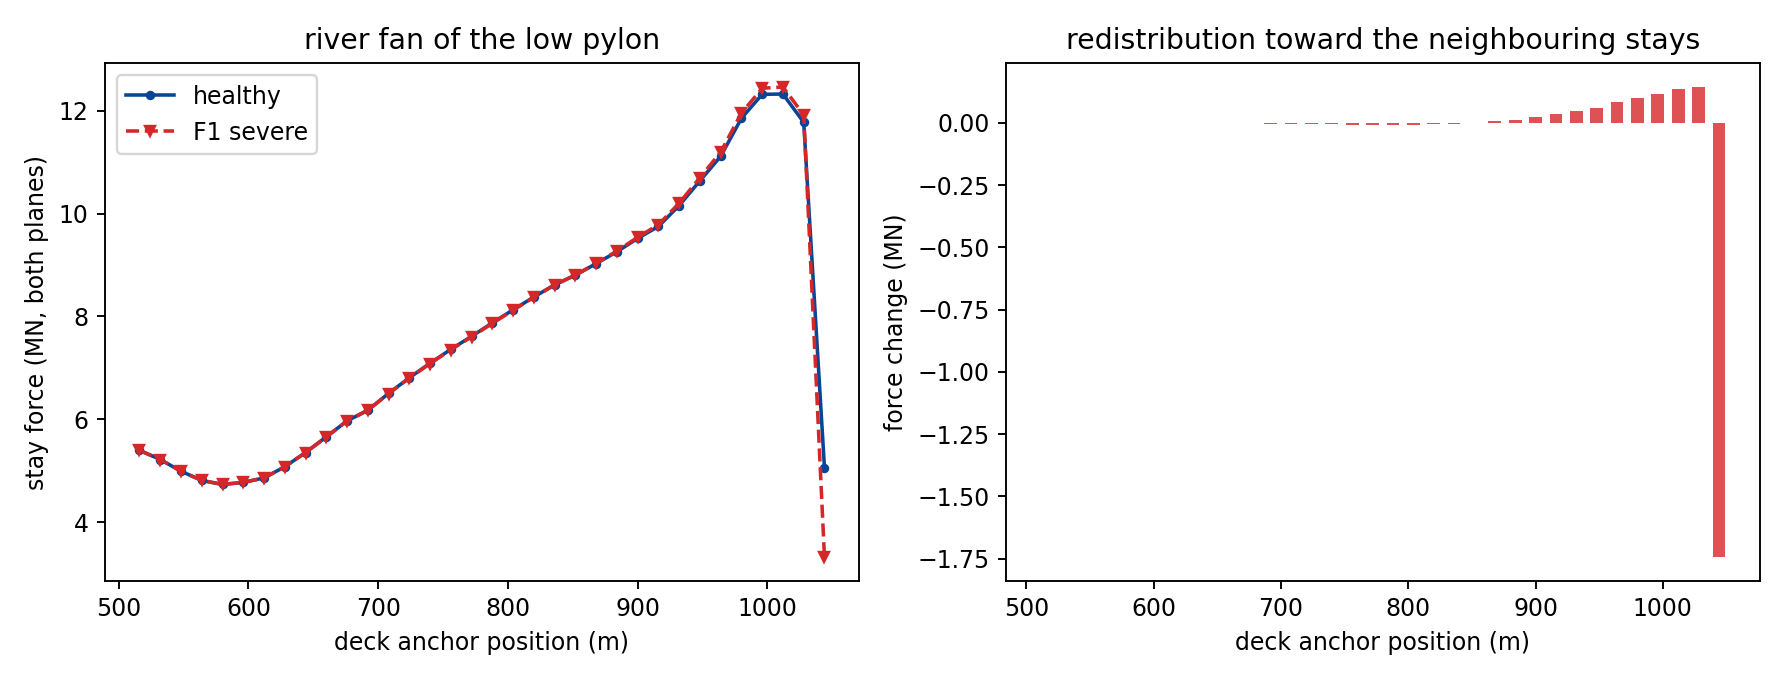 river fan of the low pylon
healthy
F1 severe
stay force (MN, both planes)
12
10
8
6
4
500 600 700 800 900 1000
deck anchor position (m)
redistribution toward the neighbouring stays
force change (MN)
0.00
−0.25
−0.50
−0.75
−1.00
−1.25
−1.50
−1.75
500 600 700 800 900 1000
deck anchor position (m)